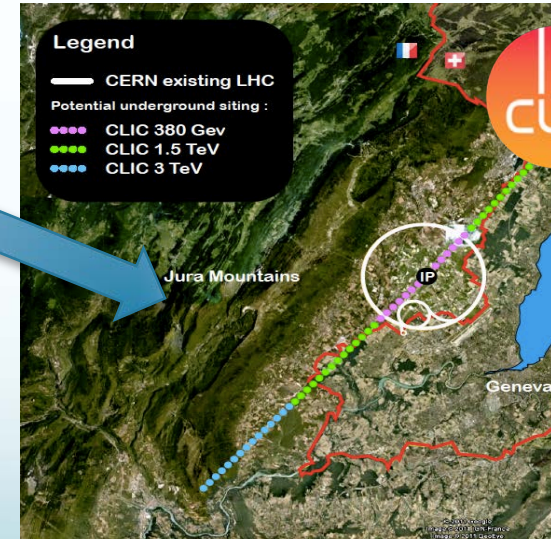 Legend
CERN existing LHC
Potential underground siting :
CLIC 380 Gev
CLIC 1.5 TeV
CLIC 3 TeV
Jura Mountains
IP
Geneva